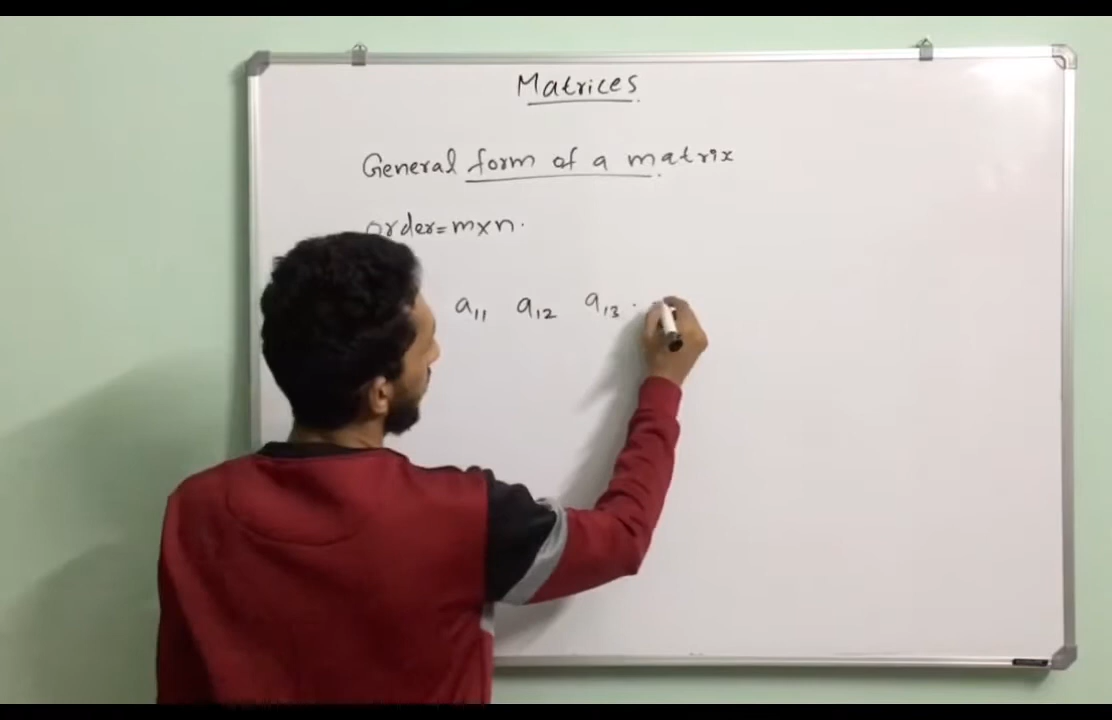 Matrices
General form of a matrix
order=m×n.
a₁₁ a₁₂ a₁₃ . .